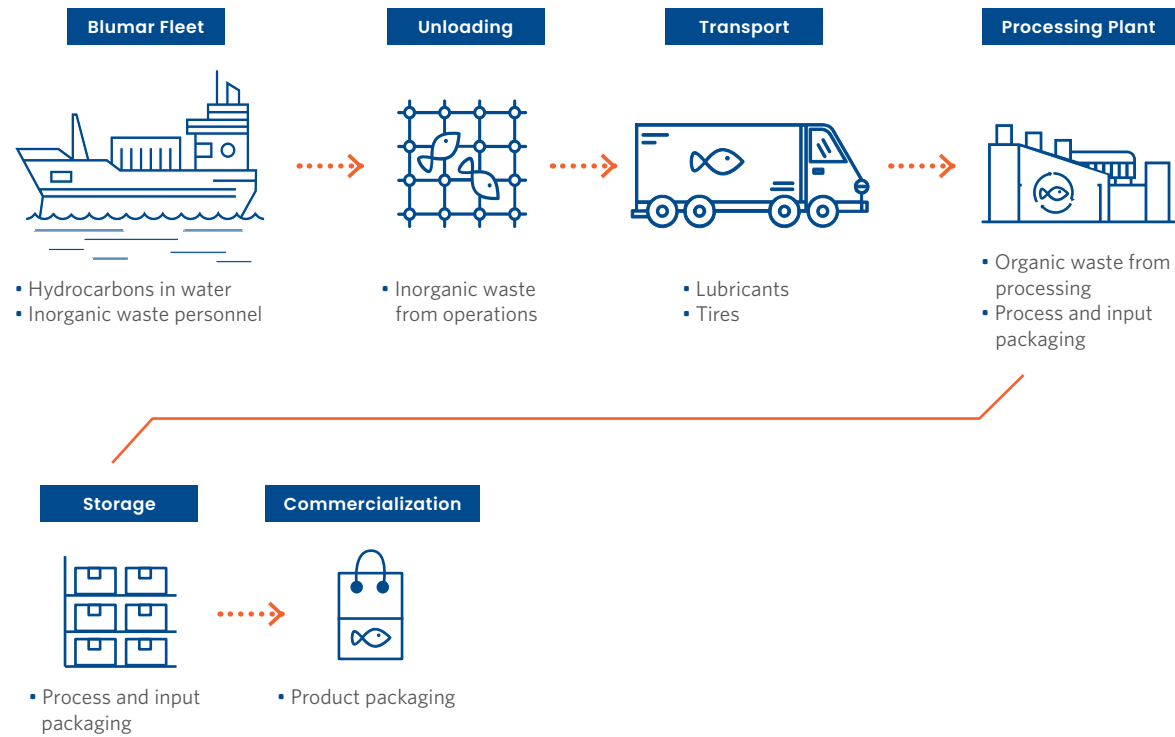 Blumar Fleet
Unloading
Transport
Processing Plant
▪ Hydrocarbons in water
▪ Inorganic waste personnel
▪ Inorganic waste
from operations
▪ Lubricants
▪ Tires
▪ Organic waste from
processing
▪ Process and input
packaging
Storage
Commercialization
▪ Process and input
packaging
▪ Product packaging